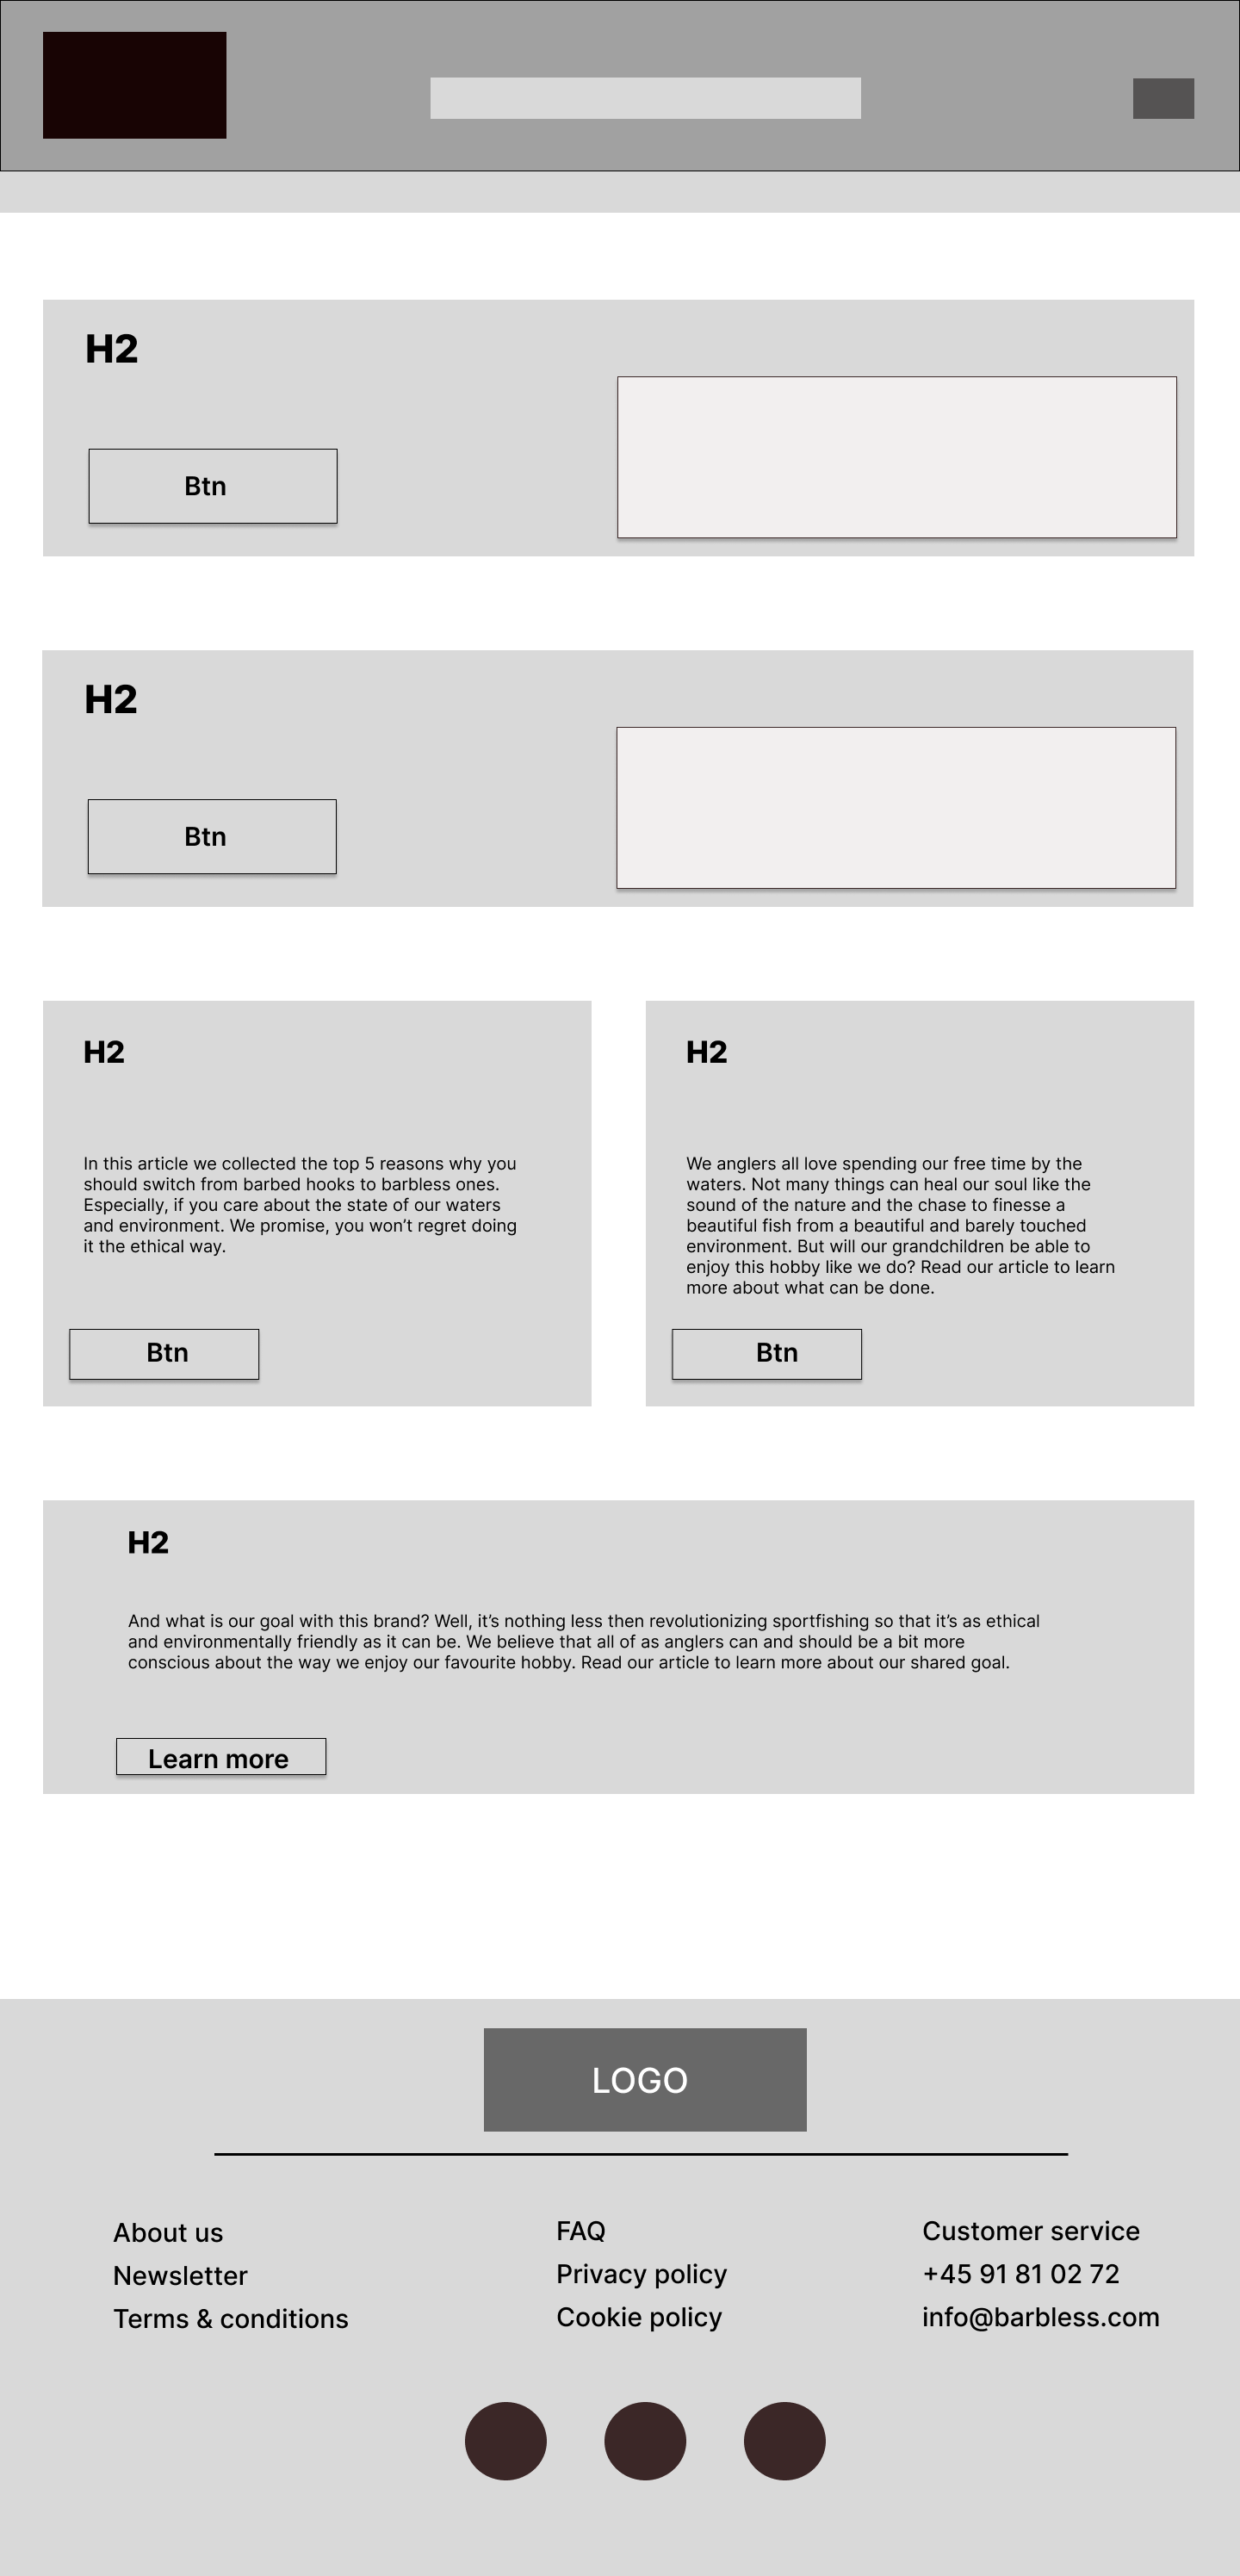 H2
Btn
H2
Btn
H2
In this article we collected the top 5 reasons why you
should switch from barbed hooks to barbless ones.
Especially, if you care about the state of our waters
and environment. We promise, you won’t regret doing
it the ethical way.
Btn
H2
We anglers all love spending our free time by the
waters. Not many things can heal our soul like the
sound of the nature and the chase to finesse a
beautiful fish from a beautiful and barely touched
environment. But will our grandchildren be able to
enjoy this hobby like we do? Read our article to learn
more about what can be done.
Btn
H2
And what is our goal with this brand? Well, it’s nothing less then revolutionizing sportfishing so that it’s as ethical
and environmentally friendly as it can be. We believe that all of as anglers can and should be a bit more
conscious about the way we enjoy our favourite hobby. Read our article to learn more about our shared goal.
Learn more
LOGO
About us
Newsletter
Terms & conditions
FAQ
Privacy policy
Cookie policy
Customer service
+45 91 81 02 72
info@barbless.com